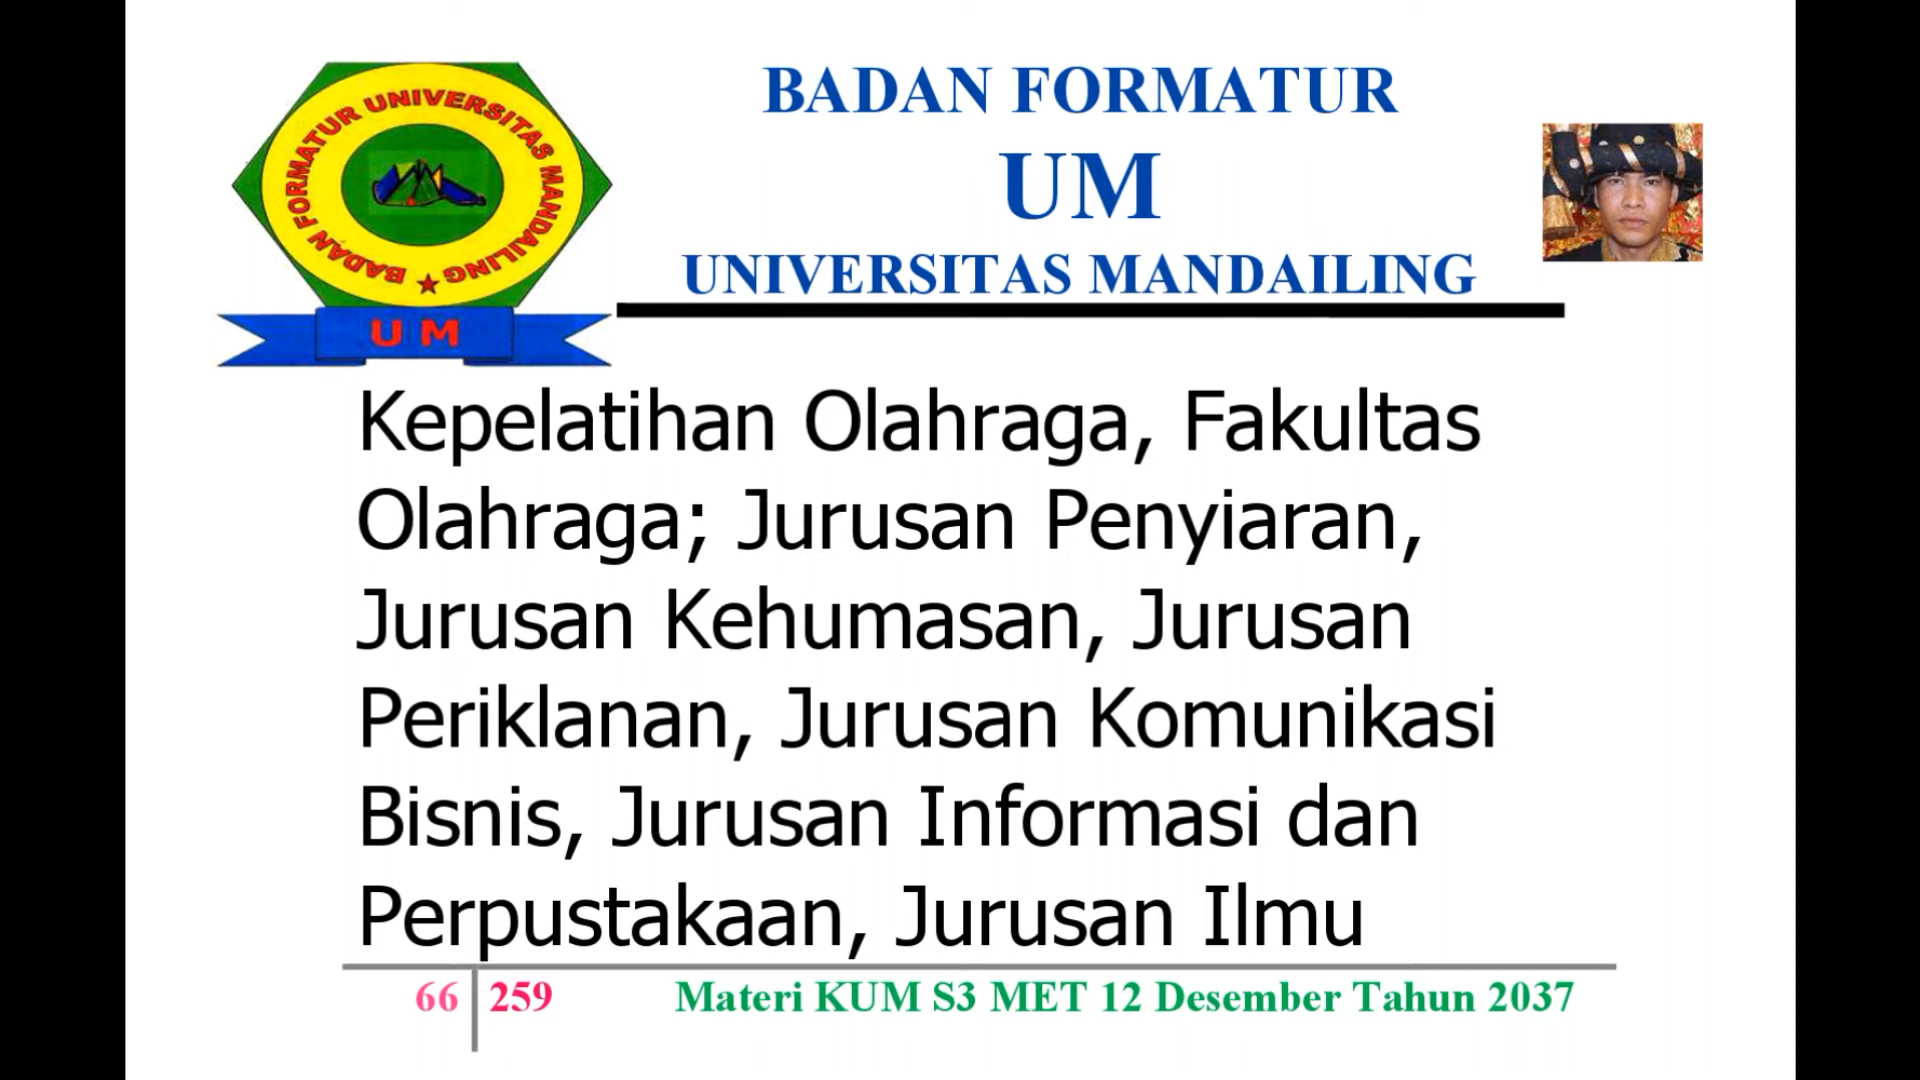 BADAN FORMATUR UNIVERSITAS MANDAILING
U M
BADAN FORMATUR
UM
UNIVERSITAS MANDAILING
Kepelatihan Olahraga, Fakultas
Olahraga; Jurusan Penyiaran,
Jurusan Kehumasan, Jurusan
Periklanan, Jurusan Komunikasi
Bisnis, Jurusan Informasi dan
Perpustakaan, Jurusan Ilmu
66 259 Materi KUM S3 MET 12 Desember Tahun 2037